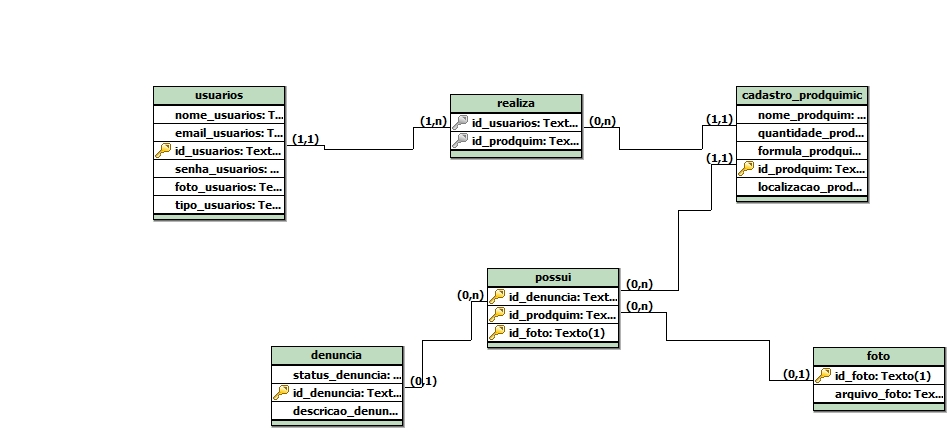 usuarios
nome_usuarios: T...
email_usuarios: T...
id_usuarios: Text...
senha_usuarios: ...
foto_usuarios: Te...
tipo_usuarios: Te...
(1,1)
(1,n)
realiza
id_usuarios: Text...
id_prodquim: Tex...
(0,n)
(1,1)
(1,1)
cadastro_prodquimic
nome_prodquim: ...
quantidade_prod...
formula_prodqui...
id_prodquim: Tex...
localizacao_prod...
possui
id_denuncia: Text...
id_prodquim: Tex...
id_foto: Texto(1)
(0,n)
(0,n)
(0,n)
denuncia
status_denuncia: ...
id_denuncia: Text...
descricao_denun...
(0,1)
(0,1)
foto
id_foto: Texto(1)
arquivo_foto: Tex...